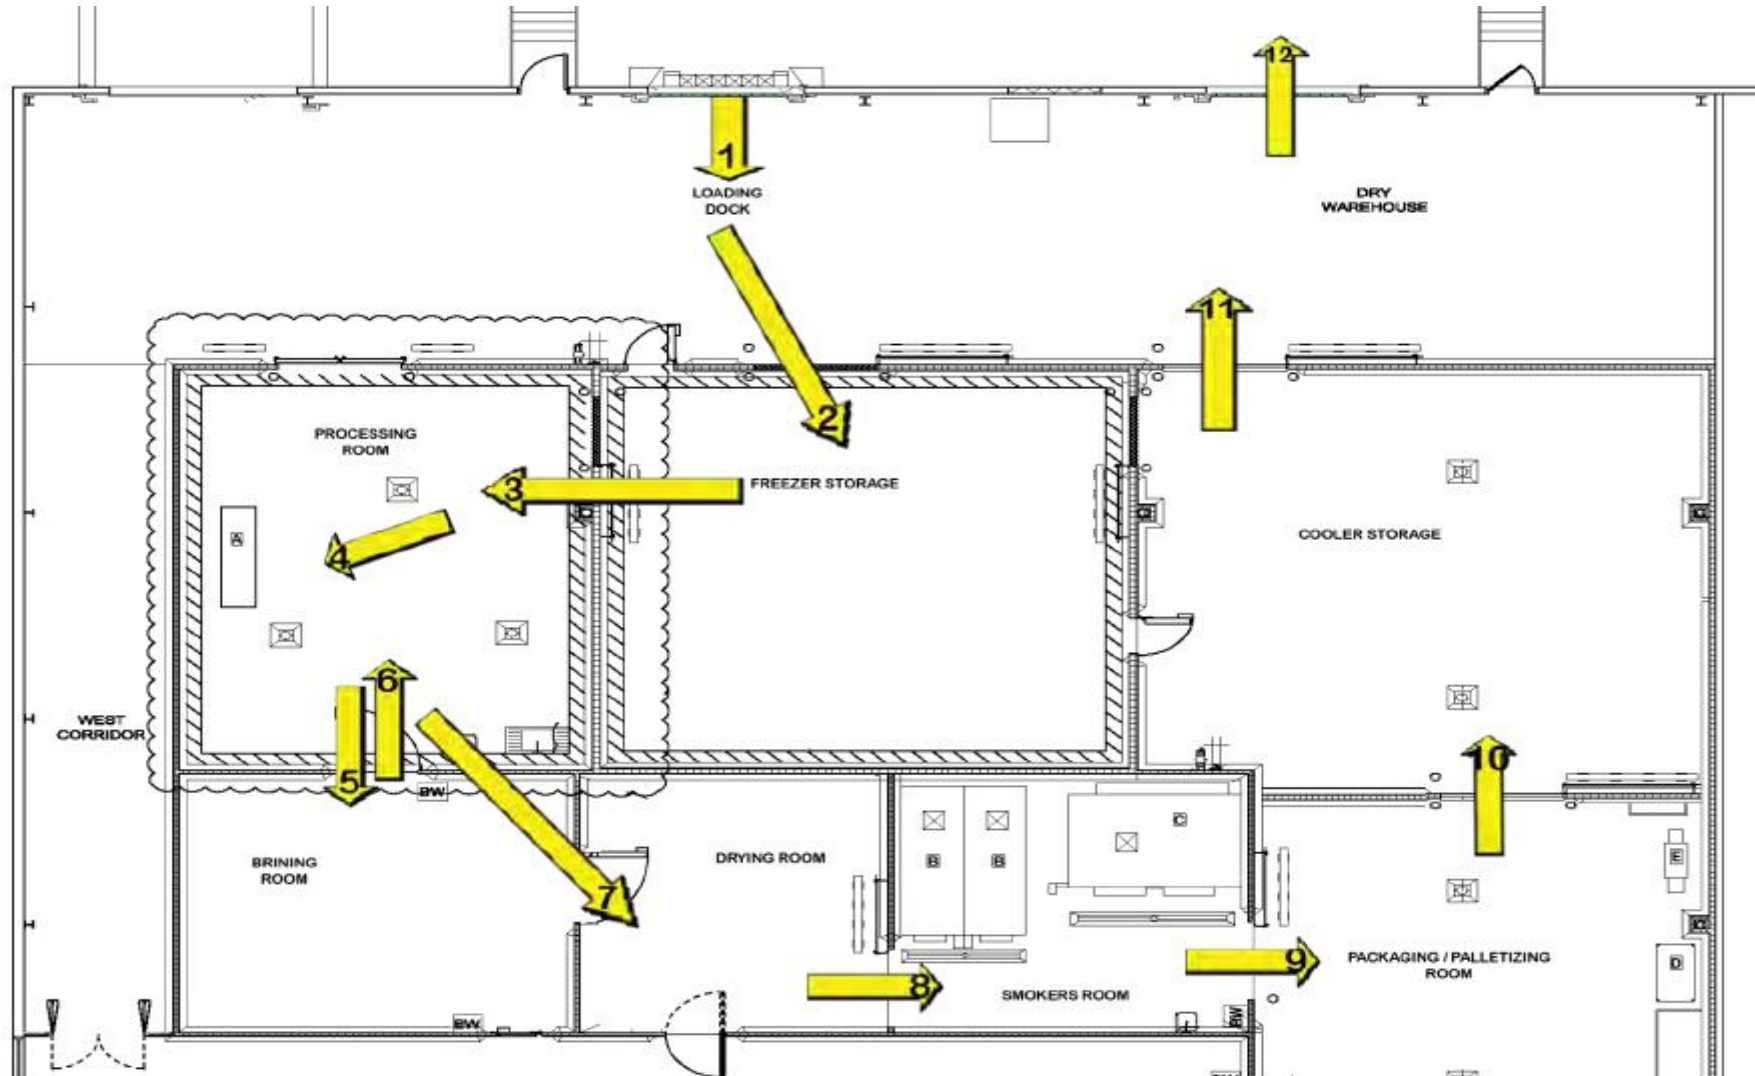 12
1
LOADING
DOCK
DRY
WAREHOUSE
11
2
PROCESSING
ROOM
3
FREEZER STORAGE
A
4
COOLER STORAGE
6
WEST
CORRIDOR
5
BW
7
10
BRINING
ROOM
DRYING ROOM
B
B
C
E
8
SMOKERS ROOM
9
PACKAGING / PALLETIZING
ROOM
D
BW
BW